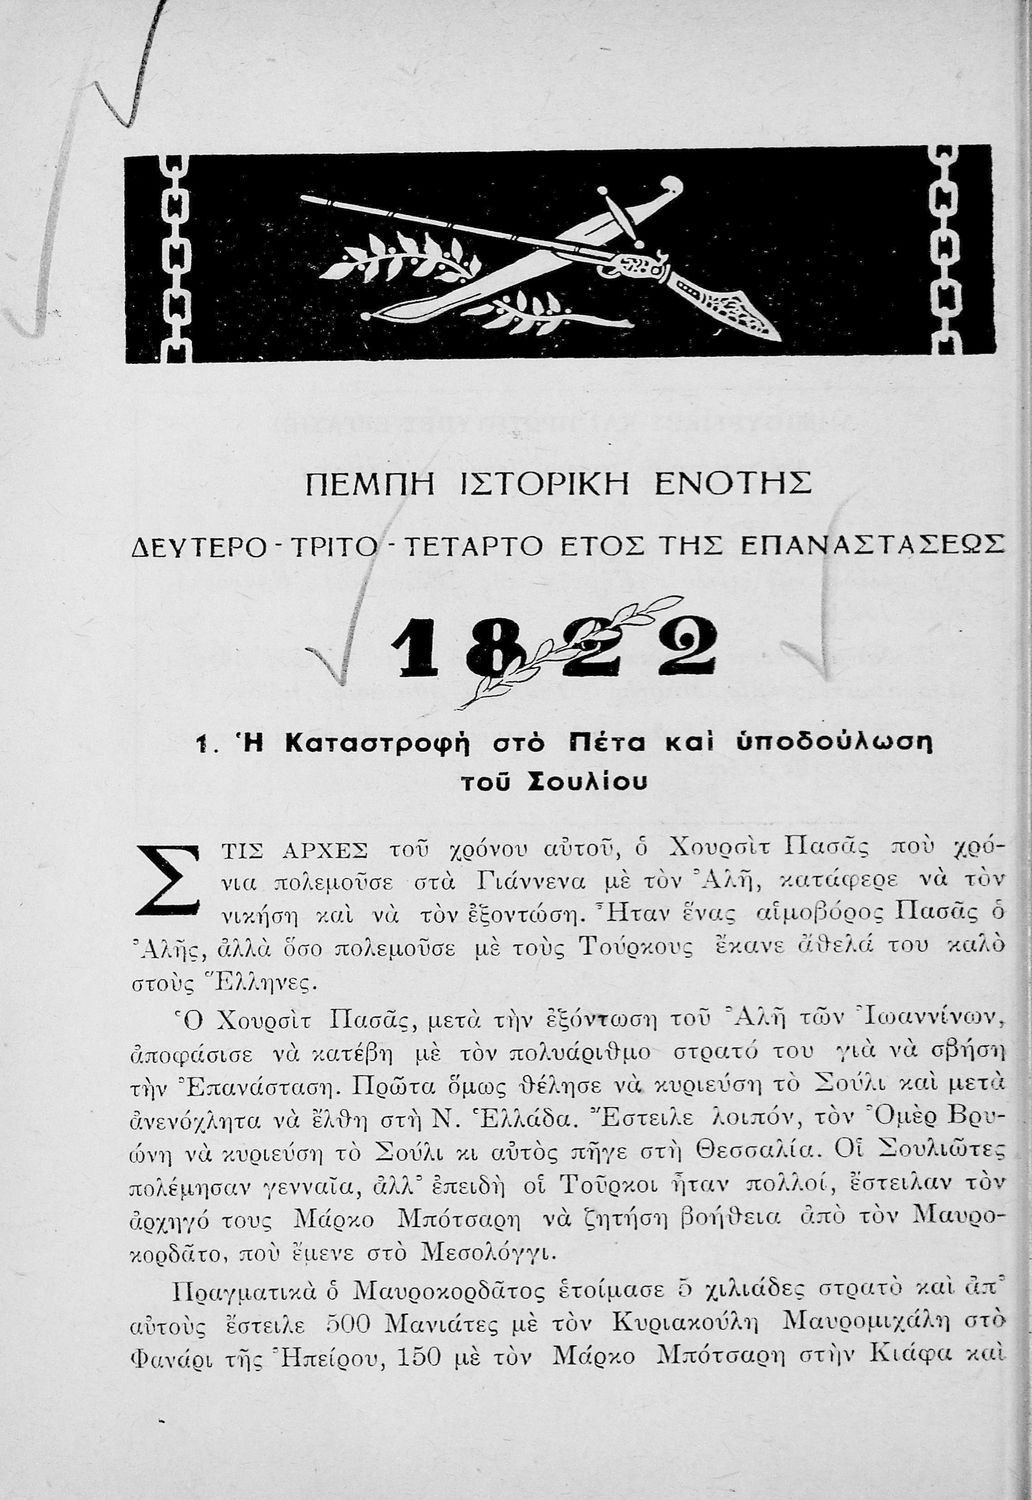 ΠΕΜΠΗ ΙΣΤΟΡΙΚΗ ΕΝΟΤΗΣ
ΔΕΥΤΕΡΟ - ΤΡΙΤΟ - ΤΕΤΑΡΤΟ ΕΤΟΣ ΤΗΣ ΕΠΑΝΑΣΤΑΣΕΩΣ
1822
1. Ἡ Καταστροφὴ στὸ Πέτα καὶ ὑποδούλωση
τοῦ Σουλίου
ΣΤΙΣ ΑΡΧΕΣ τοῦ χρόνου αὐτοῦ, ὁ Χουρσὶτ Πασᾶς ποὺ χρό-
νια πολεμοῦσε στὰ Γιάννενα μὲ τὸν Ἀλῆ, κατάφερε νὰ τὸν
νικήση καὶ νὰ τὸν ἐξοντώση. Ἦταν ἕνας αἱμοβόρος Πασᾶς ὁ
Ἀλῆς, ἀλλὰ ὅσο πολεμοῦσε μὲ τοὺς Τούρκους ἔκανε ἄθελά του καλὸ
στοὺς Ἕλληνες.
Ὁ Χουρσὶτ Πασᾶς, μετὰ τὴν ἐξόντωση τοῦ Ἀλῆ τῶν Ἰωαννίνων,
ἀποφάσισε νὰ κατέβη μὲ τὸν πολυάριθμο στρατό του γιὰ νὰ σβήση
τὴν Ἐπανάσταση. Πρῶτα ὅμως θέλησε νὰ κυριεύση τὸ Σούλι καὶ μετὰ
ἀνενόχλητα νὰ ἔλθη στὴ Ν. Ἑλλάδα. Ἔστειλε λοιπόν, τὸν Ὀμὲρ Βρυ-
ώνη νὰ κυριεύση τὸ Σούλι κι αὐτὸς πῆγε στὴ Θεσσαλία. Οἱ Σουλιῶτες
πολέμησαν γενναῖα, ἀλλ᾽ ἐπειδὴ οἱ Τοῦρκοι ἦταν πολλοί, ἔστειλαν τὸν
ἀρχηγό τους Μάρκο Μπότσαρη νὰ ζητήση βοήθεια ἀπὸ τὸν Μαυρο-
κορδᾶτο, ποὺ ἔμενε στὸ Μεσολόγγι.
Πραγματικὰ ὁ Μαυροκορδᾶτος ἑτοίμασε 5 χιλιάδες στρατὸ καὶ ἀπ᾽
αὐτοὺς ἔστειλε 500 Μανιάτες μὲ τὸν Κυριακούλη Μαυρομιχάλη στὸ
Φανάρι τῆς Ἠπείρου, 150 μὲ τὸν Μάρκο Μπότσαρη στὴν Κιάφα καὶ